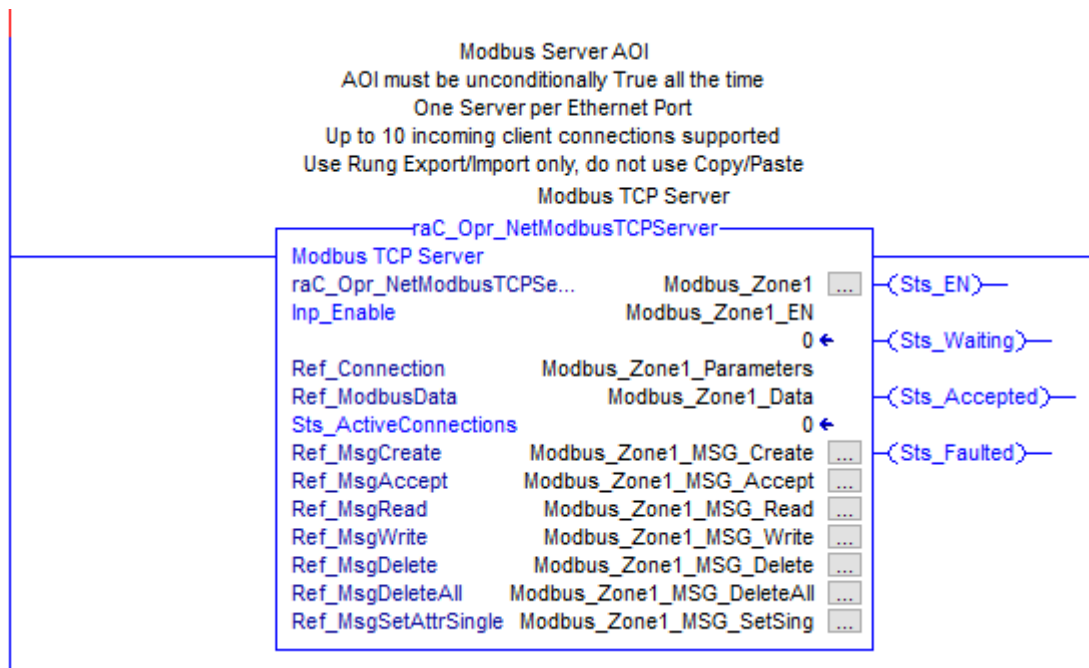 Modbus Server AOI
AOI must be unconditionally True all the time
One Server per Ethernet Port
Up to 10 incoming client connections supported
Use Rung Export/Import only, do not use Copy/Paste
Modbus TCP Server
raC_Opr_NetModbusTCPServer
Modbus TCP Server
raC_Opr_NetModbusTCPSe... Modbus_Zone1 ... (Sts_EN)
Inp_Enable Modbus_Zone1_EN
0 (Sts_Waiting)
Ref_Connection Modbus_Zone1_Parameters
Ref_ModbusData Modbus_Zone1_Data (Sts_Accepted)
Sts_ActiveConnections 0
Ref_MsgCreate Modbus_Zone1_MSG_Create ... (Sts_Faulted)
Ref_MsgAccept Modbus_Zone1_MSG_Accept ...
Ref_MsgRead Modbus_Zone1_MSG_Read ...
Ref_MsgWrite Modbus_Zone1_MSG_Write ...
Ref_MsgDelete Modbus_Zone1_MSG_Delete ...
Ref_MsgDeleteAll Modbus_Zone1_MSG_DeleteAll ...
Ref_MsgSetAttrSingle Modbus_Zone1_MSG_SetSing ...